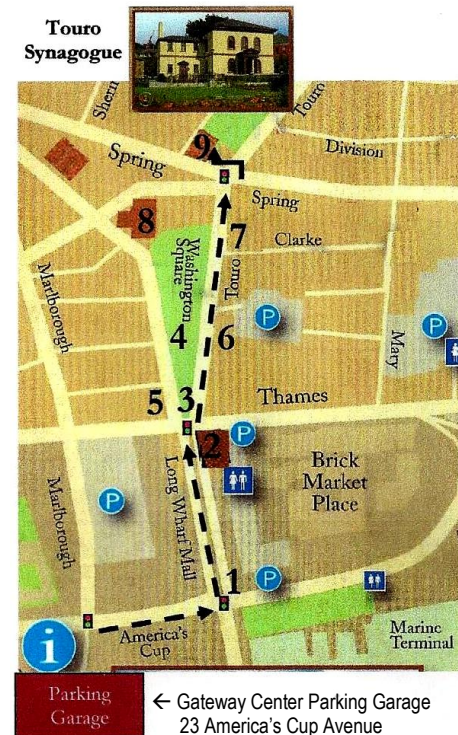 Touro
Synagogue
Sherm
Touro
Division
Spring
9
Spring
8
7
Clarke
Washington
Square
Touro
Marlborough
4
6
P
P
Mary
5
3
Thames
2
P
Brick
Market
Place
Long Wharf Mall
Marlborough
P
1
P
America's
Cup
Marine
Terminal
i
Parking
Garage
← Gateway Center Parking Garage
23 America's Cup Avenue